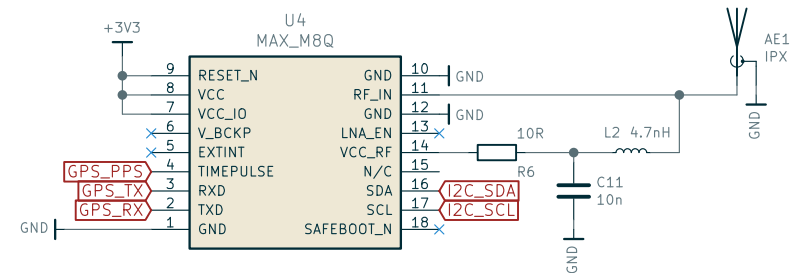 U4
MAX_M8Q
+3V3
AE1
IPX
GND
9 RESET_N GND 10 GND
8 VCC RF_IN 11
7 VCC_IO GND 12 GND
6 V_BCKP LNA_EN 13
5 EXTINT VCC_RF 14
10R
R6
L2 4.7nH
GPS_PPS 4 TIMEPULSE N/C 15
GPS_TX 3 RXD SDA 16 I2C_SDA
GPS_RX 2 TXD SCL 17 I2C_SCL
GND 1 GND SAFEBOOT_N 18
C11
10n
GND